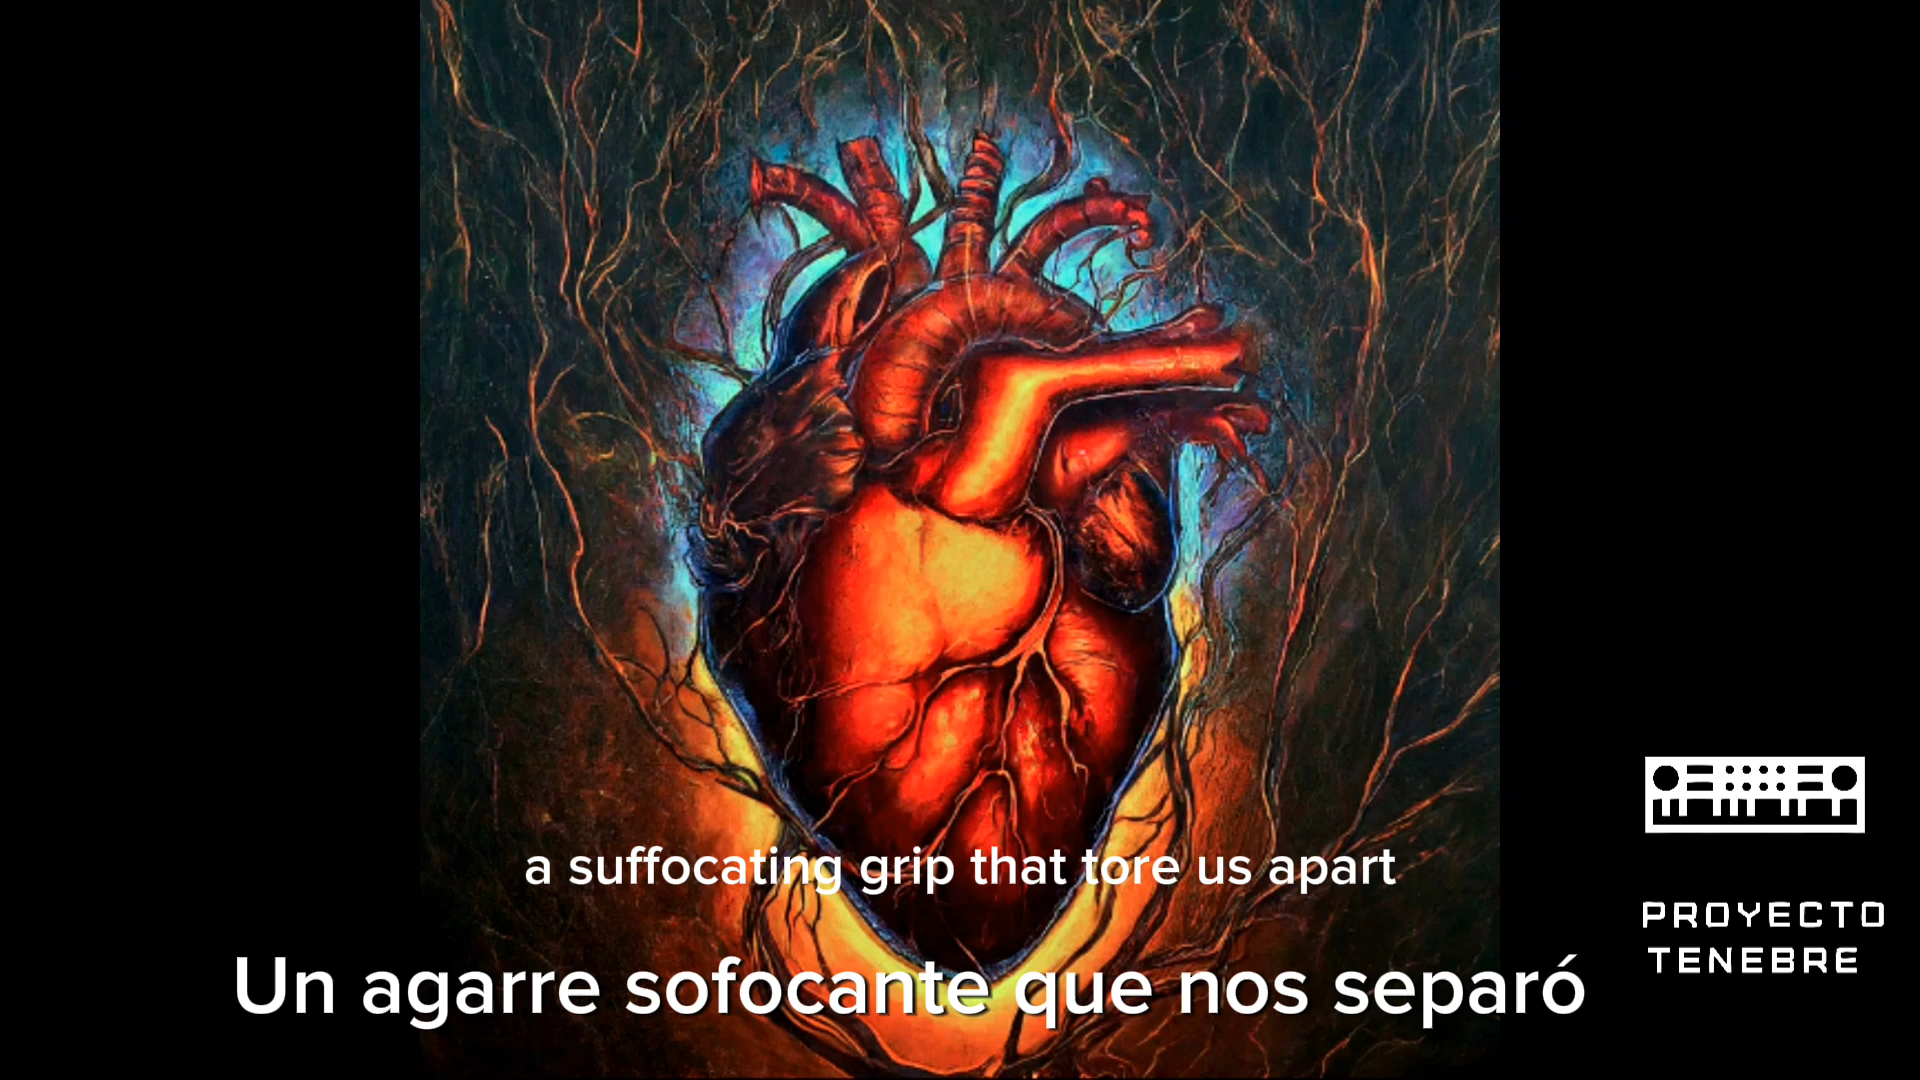 a suffocating grip that tore us apart
Un agarre sofocante que nos separó
PROYECTO
TENEBRE